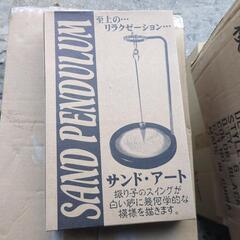 SAND PENDULUM
至上の…
リラクゼーション…
サンド・アート
振り子のスイングが
白い砂に幾何学的な
模様を描きます。